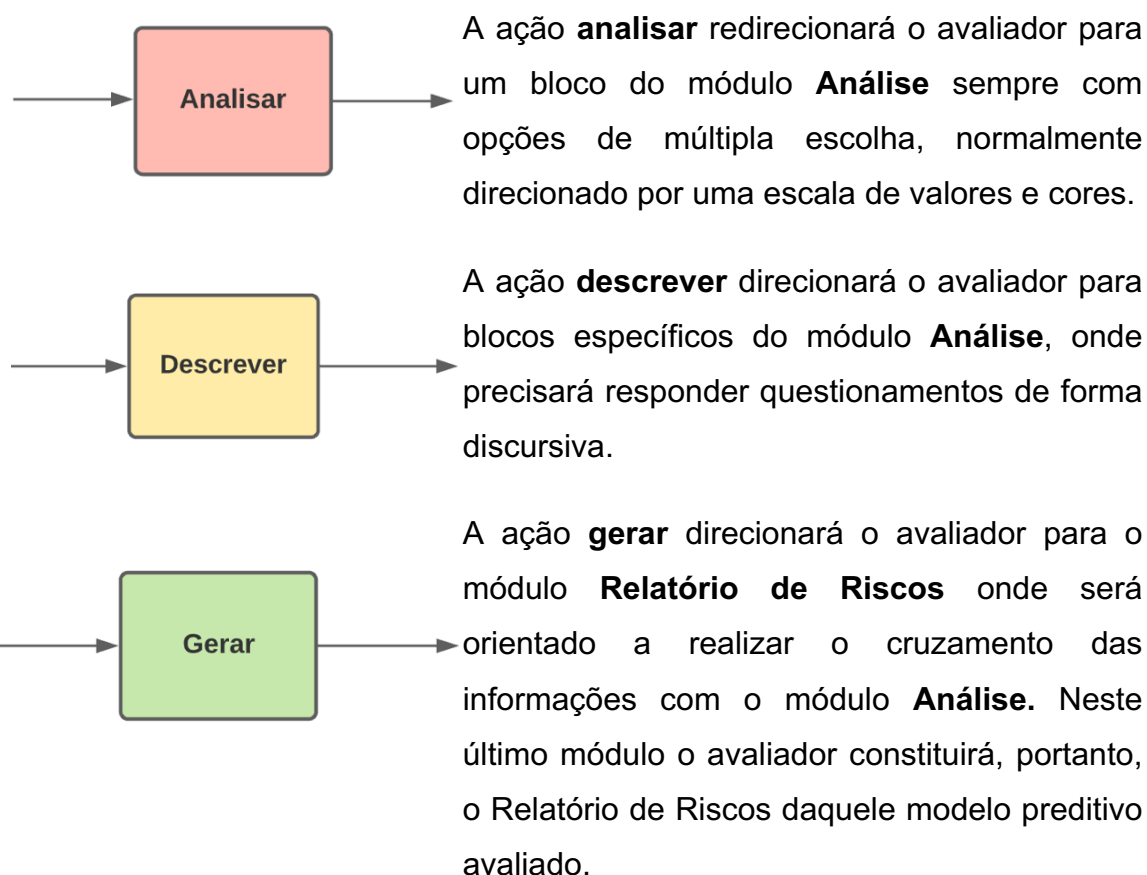 Analisar
A ação analisar redirecionará o avaliador para
um bloco do módulo Análise sempre com
opções de múltipla escolha, normalmente
direcionado por uma escala de valores e cores.
Descrever
A ação descrever direcionará o avaliador para
blocos específicos do módulo Análise, onde
precisará responder questionamentos de forma
discursiva.
Gerar
A ação gerar direcionará o avaliador para o
módulo Relatório de Riscos onde será
orientado a realizar o cruzamento das
informações com o módulo Análise. Neste
último módulo o avaliador constituirá, portanto,
o Relatório de Riscos daquele modelo preditivo
avaliado.